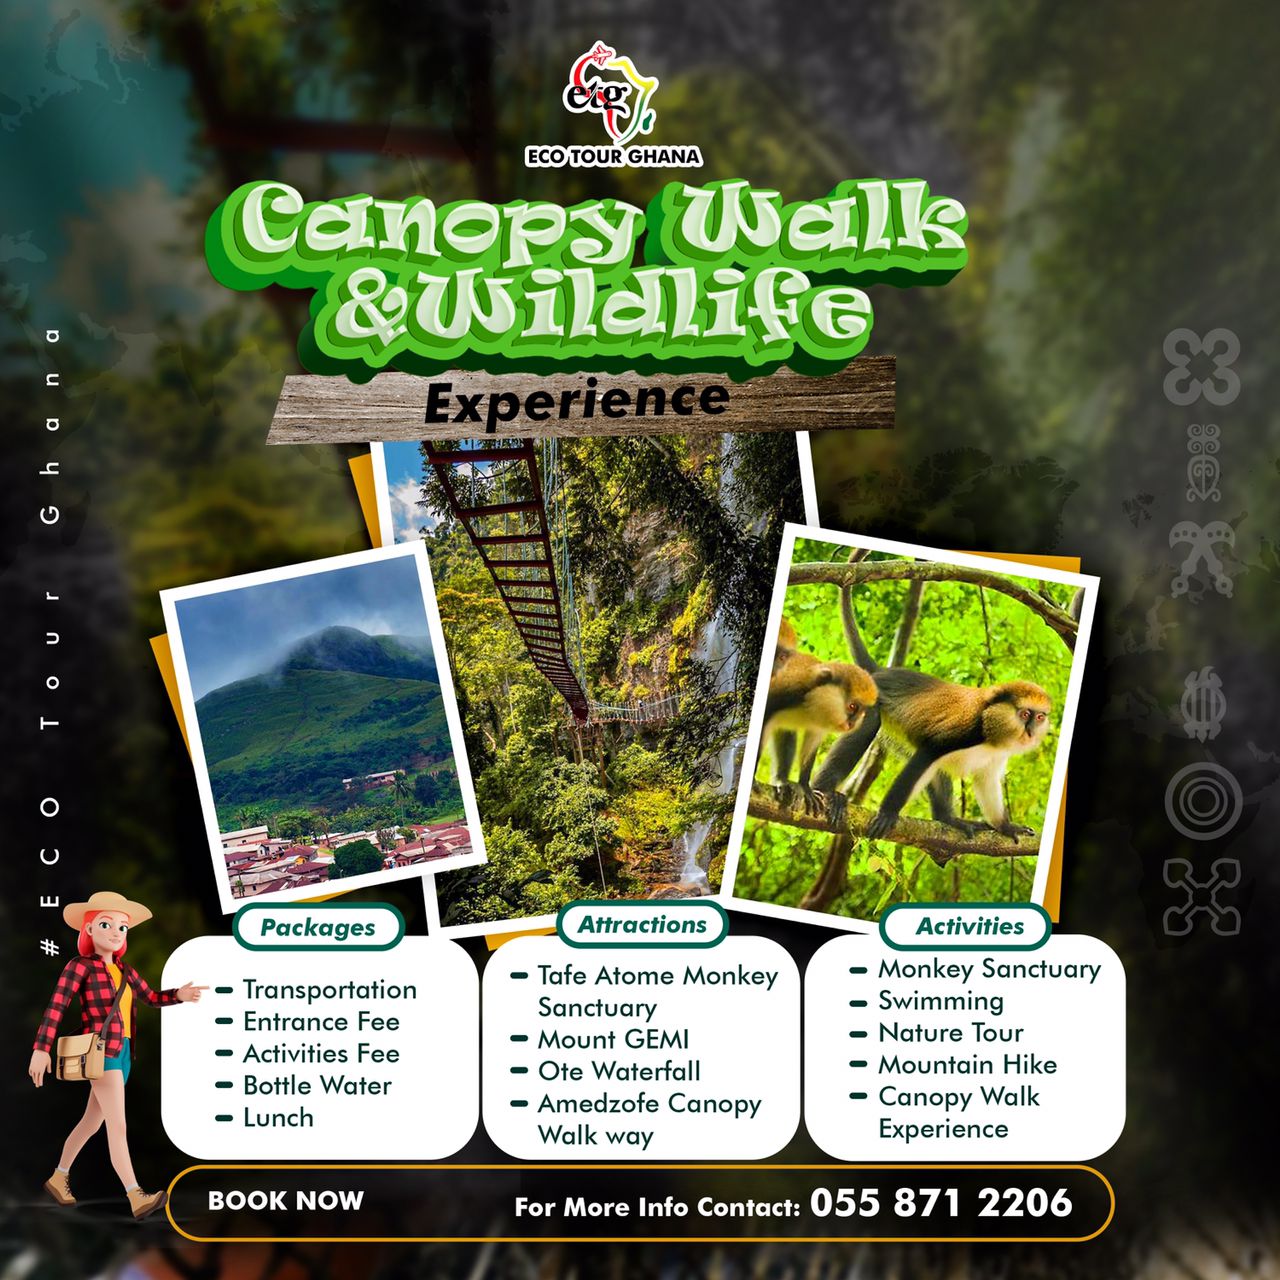 etg
ECO TOUR GHANA
Canopy Walk
&Wildlife
Experience
#ECO Tour Ghana
Packages
Transportation
Entrance Fee
Activities Fee
Bottle Water
Lunch
Attractions
Tafe Atome Monkey
Sanctuary
Mount GEMI
Ote Waterfall
Amedzofe Canopy
Walk way
Activities
Monkey Sanctuary
Swimming
Nature Tour
Mountain Hike
Canopy Walk
Experience
BOOK NOW
For More Info Contact: 055 871 2206